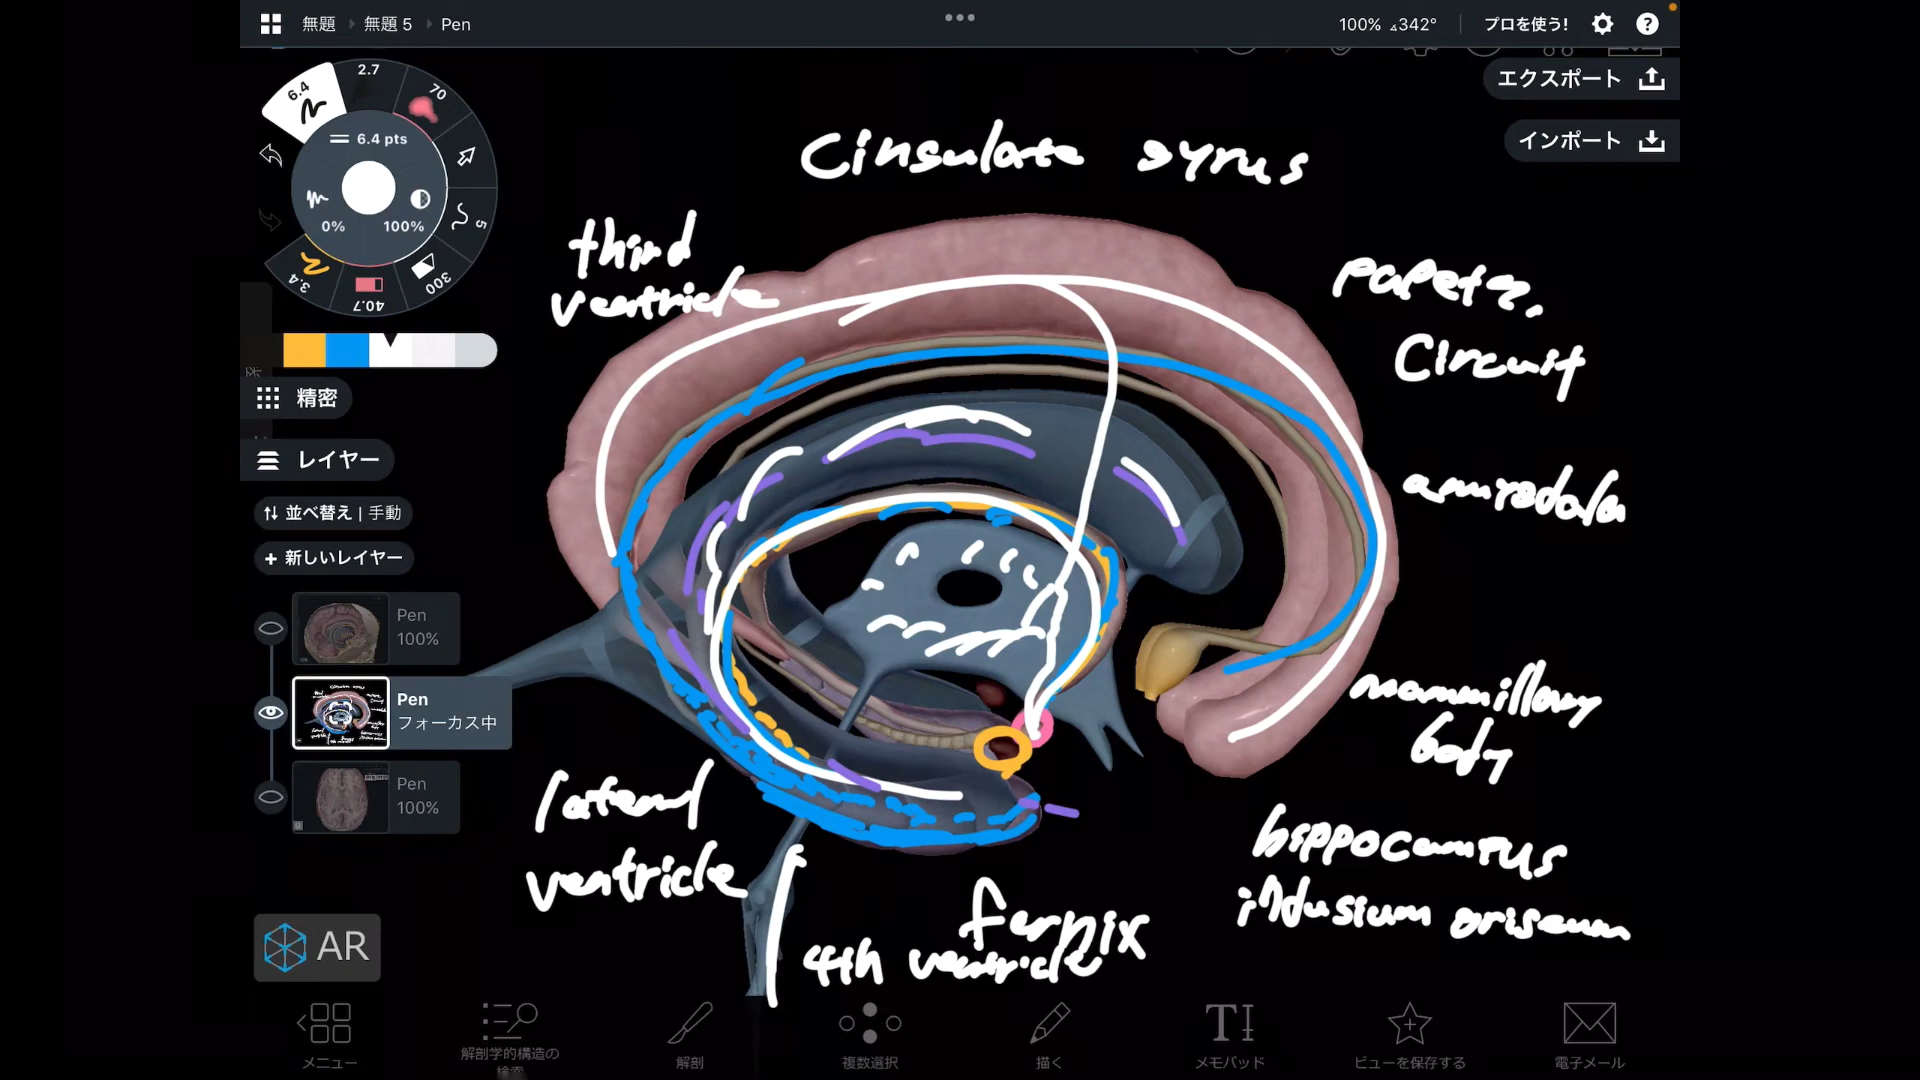 無題 無題 5 Pen
100% 342°
プロを使う!
エクスポート
インポート
2.7
6.4
70
6.4 pts
0% 100%
5
3.4
40.7
300
精密
レイヤー
並べ替え | 手動
+ 新しいレイヤー
Pen
100%
Pen
フォーカス中
Pen
100%
AR
Cinsulate gyrus
third
ventricle
papetz
Circuit
mammillary
body
lateral
ventricle
4th ventricle
hippocampus
メニュー
解剖学的構造の
検索
解剖
複数選択
描く
メモパッド
ビューを保存する
電子メール